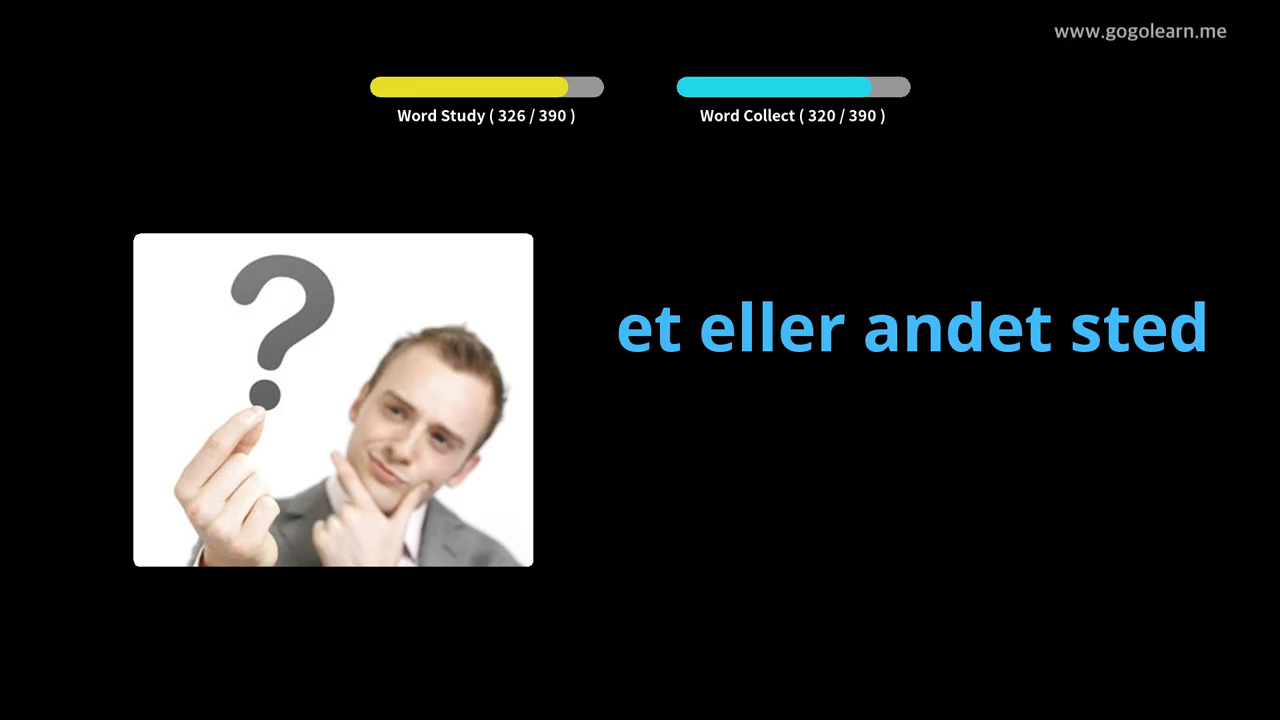 www.gogolearn.me
Word Study ( 326 / 390 )
Word Collect ( 320 / 390 )
?
et eller andet sted